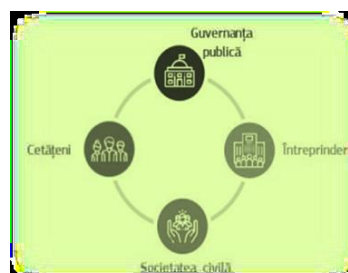 Guvernanța
publică
Cetățeni
Întreprinder
Societatea civilă